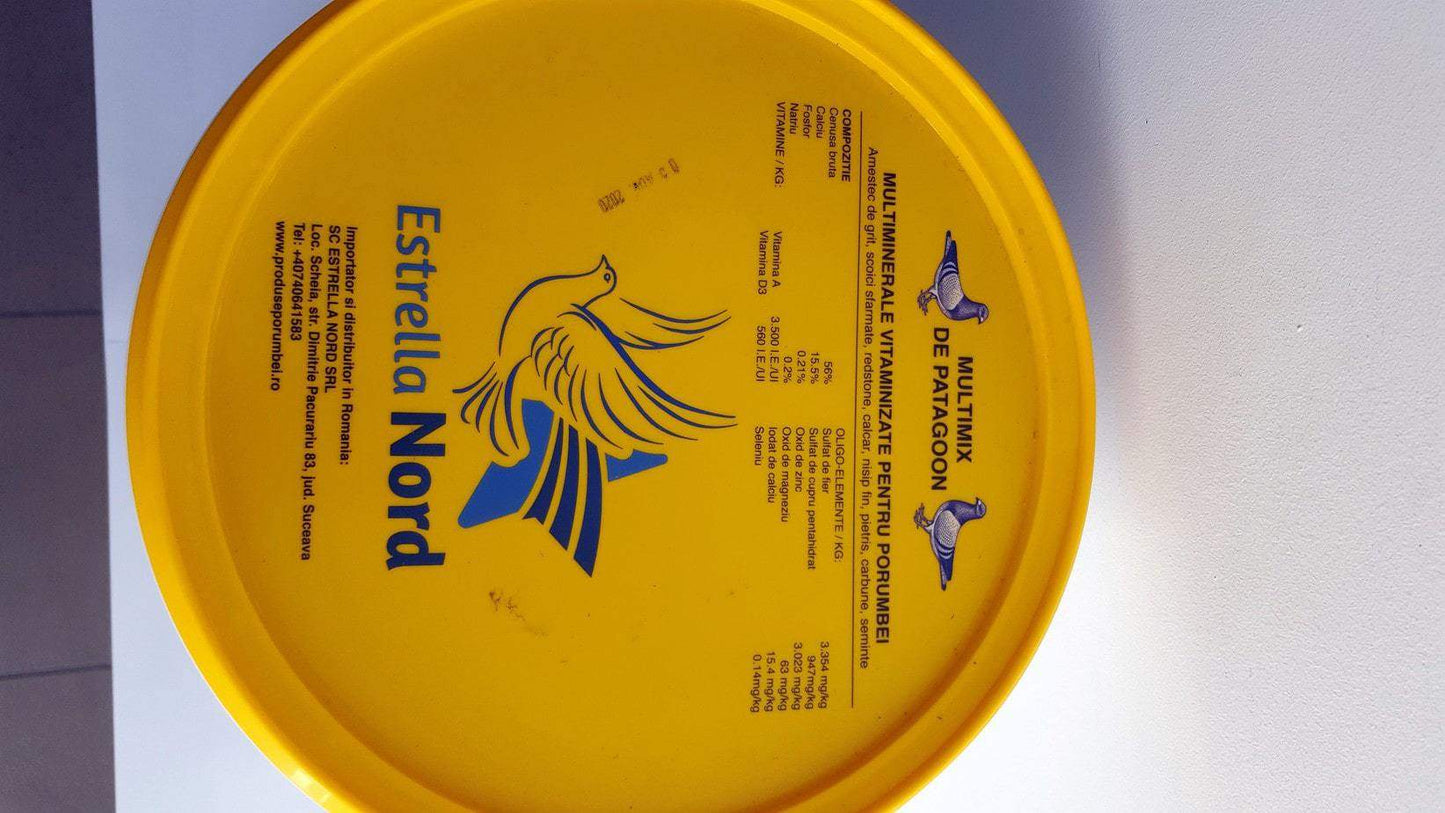 MULTIMIX
DE PATAGOON
MULTIMINERALE VITAMINIZATE PENTRU PORUMBEI
Amestec de grit, scoici sfarmate, redstone, calcar, nisip fin, pietris, carbune, seminte
COMPOZITIE
Cenusa bruta 56%
Calciu 15.5%
Fosfor 0.21%
Natriu 0.2%
VITAMINE / KG: Vitamina A 3.500 I.E./UI
Vitamina D3 560 I.E./UI
OLIGO-ELEMENTE / KG:
Sulfat de fier 3.354 mg/kg
Sulfat de cupru pentahidrat 947mg/kg
Oxid de zinc 3.023 mg/kg
Oxid de magneziu 63 mg/kg
Iodat de calciu 15.4 mg/kg
Seleniu 0.14mg/kg
2020
Estrella Nord
Importator si distribuitor in Romania:
SC ESTRELLA NORD SRL
Loc. Scheia, str. Dimitrie Pacurariu 83, jud. Suceava
Tel: +40740641583
www.produseporumbei.ro